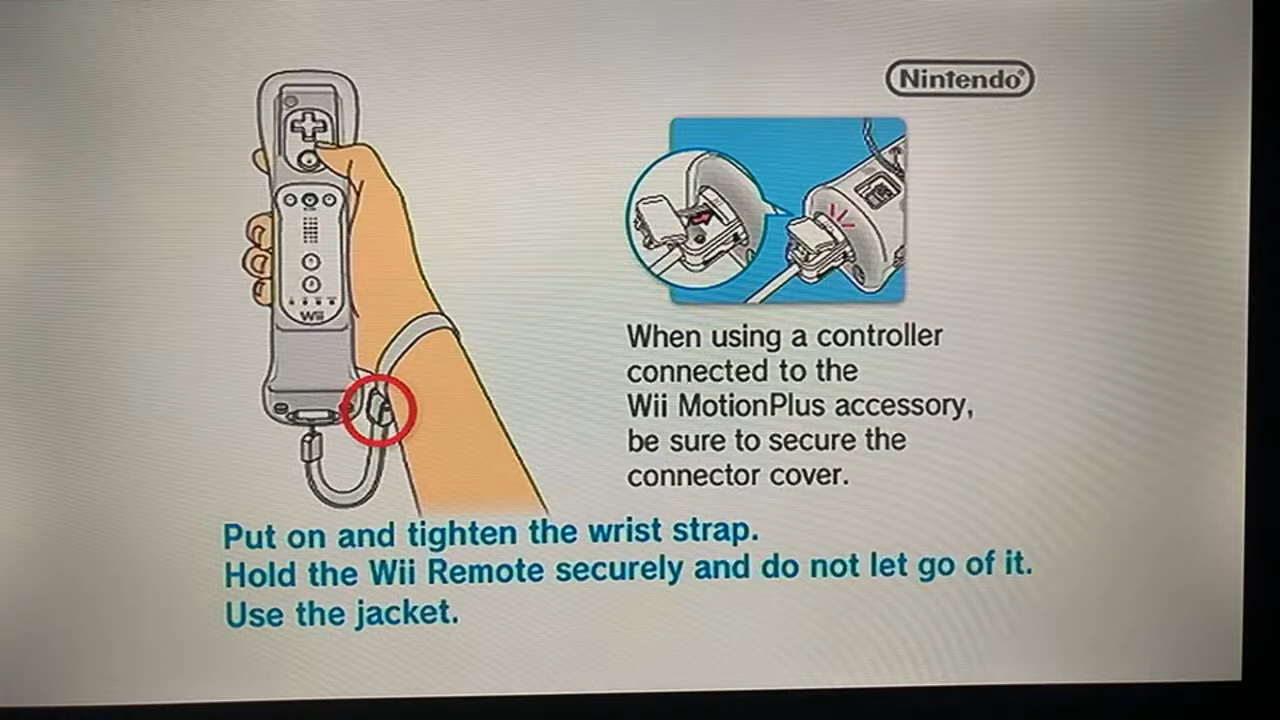 Nintendo®
Wii
When using a controller
connected to the
Wii MotionPlus accessory,
be sure to secure the
connector cover.
Put on and tighten the wrist strap.
Hold the Wii Remote securely and do not let go of it.
Use the jacket.